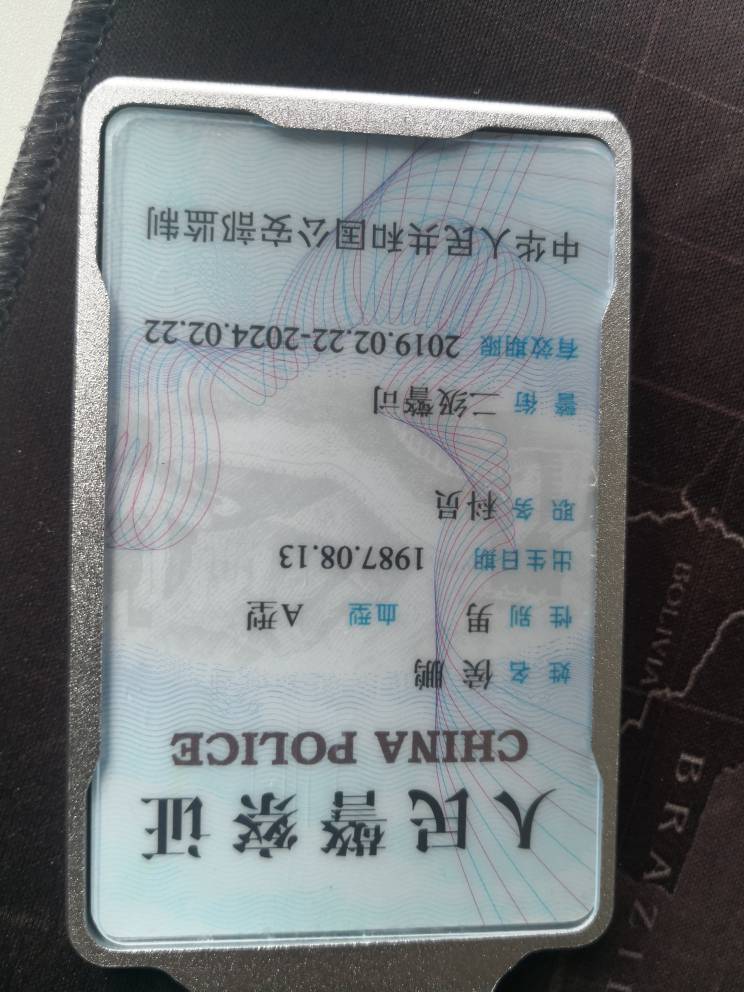 人民警察证
CHINA POLICE
姓名 侯鹏
性别 男 血型 A型
出生日期 1987.08.13
职务 科员
警衔 二级警司
有效期限 2019.02.22-2024.02.22
中华人民共和国公安部监制
BOLIVIA
BRAZI